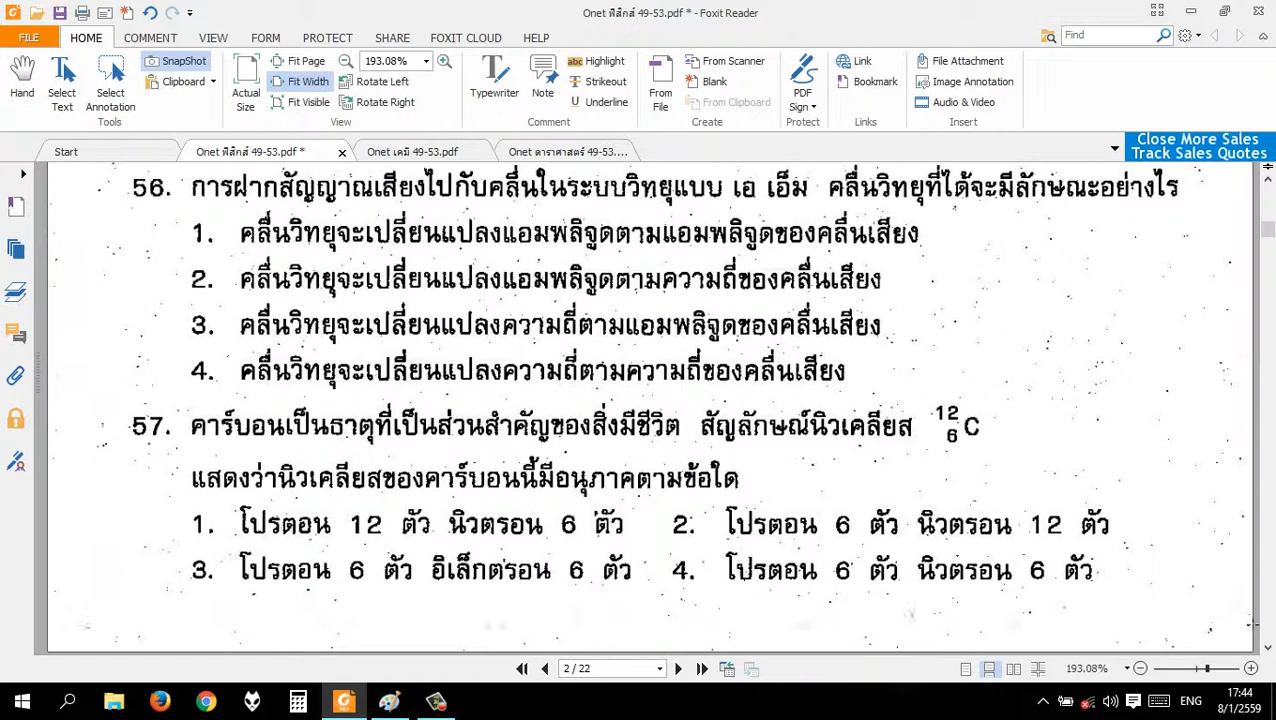 Onet ฟิสิกส์ 49-53.pdf * - Foxit Reader
FILE HOME COMMENT VIEW FORM PROTECT SHARE FOXIT CLOUD HELP Find
SnapShot Fit Page 193.08% Highlight From Scanner Link File Attachment
Hand Select Text Select Annotation Clipboard Actual Size Fit Width Rotate Left Typewriter Note Strikeout From File Blank PDF Sign Bookmark Image Annotation
Fit Visible Rotate Right Underline From Clipboard Audio & Video
Tools View Comment Create Protect Links Insert
Start Onet ฟิสิกส์ 49-53.pdf * Onet เคมี 49-53.pdf Onet ดาราศาสตร์ 49-53....
Close More Sales
Track Sales Quotes
56. การฝากสัญญาณเสียงไปกับคลื่นในระบบวิทยุแบบ เอ เอ็ม คลื่นวิทยุที่ได้จะมีลักษณะอย่างไร
1. คลื่นวิทยุจะเปลี่ยนแปลงแอมพลิจูดตามแอมพลิจูดของคลื่นเสียง
2. คลื่นวิทยุจะเปลี่ยนแปลงแอมพลิจูดตามความถี่ของคลื่นเสียง
3. คลื่นวิทยุจะเปลี่ยนแปลงความถี่ตามแอมพลิจูดของคลื่นเสียง
4. คลื่นวิทยุจะเปลี่ยนแปลงความถี่ตามความถี่ของคลื่นเสียง
57. คาร์บอนเป็นธาตุที่เป็นส่วนสำคัญของสิ่งมีชีวิต สัญลักษณ์นิวเคลียส ¹²₆C
แสดงว่านิวเคลียสของคาร์บอนนี้มีอนุภาคตามข้อใด
1. โปรตอน 12 ตัว นิวตรอน 6 ตัว 2. โปรตอน 6 ตัว นิวตรอน 12 ตัว
3. โปรตอน 6 ตัว อิเล็กตรอน 6 ตัว 4. โปรตอน 6 ตัว นิวตรอน 6 ตัว
2 / 22 193.08%
ENG 17:44
8/1/2559